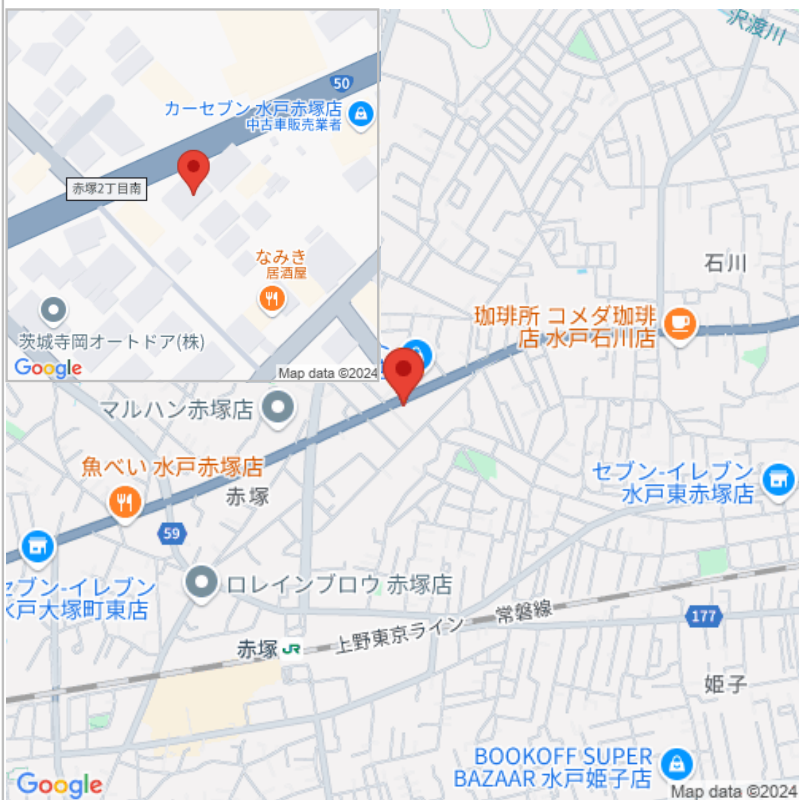 50
カーセブン 水戸赤塚店
中古車販売業者
赤塚2丁目南
なみき
居酒屋
茨城寺岡オートドア(株)
Google
Map data ©2024
沢渡川
石川
珈琲所 コメダ珈琲
店 水戸石川店
マルハン赤塚店
魚べい 水戸赤塚店
赤塚
セブン-イレブン
水戸東赤塚店
59
セブン-イレブン
水戸大塚町東店
ロレインブロウ 赤塚店
常磐線
上野東京ライン
177
赤塚 JR
姫子
BOOKOFF SUPER
BAZAAR 水戸姫子店
Google
Map data ©2024